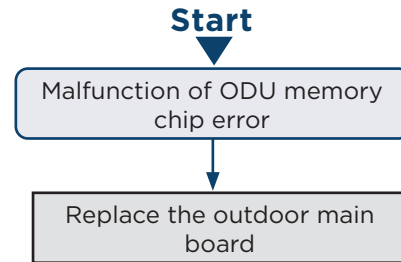 Start
Malfunction of ODU memory
chip error
Replace the outdoor main
board